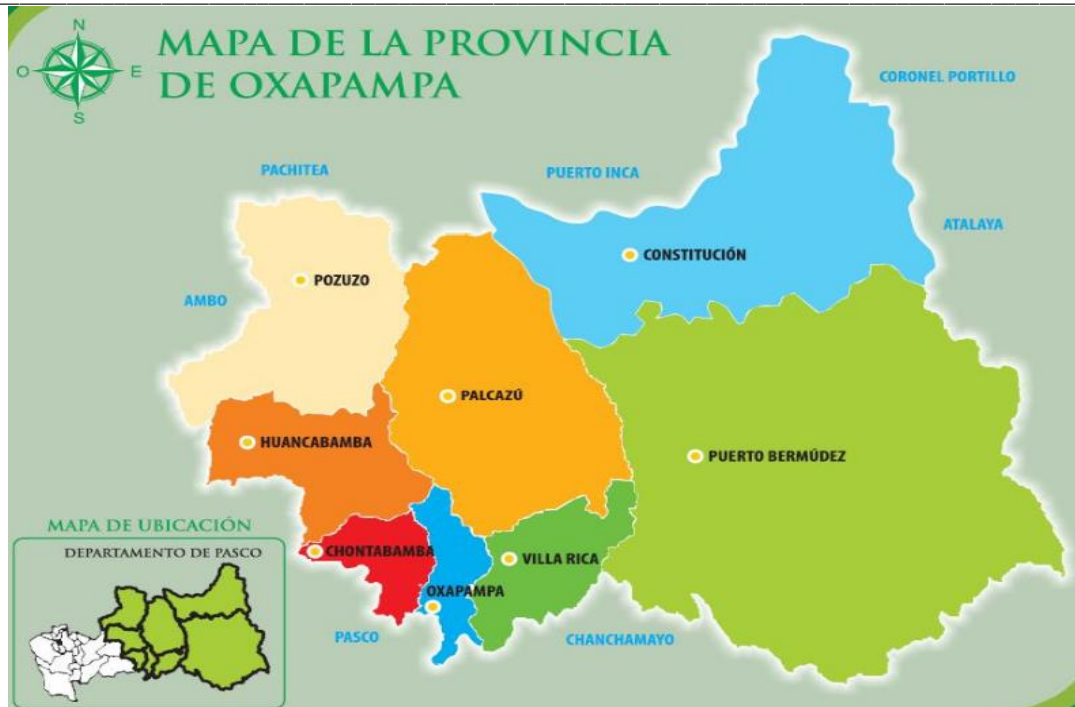 N
O
E
S
MAPA DE LA PROVINCIA
DE OXAPAMPA
CORONEL PORTILLO
PACHITEA
PUERTO INCA
ATALAYA
CONSTITUCIÓN
POZUZO
AMBO
PALCAZÚ
HUANCABAMBA
PUERTO BERMÚDEZ
MAPA DE UBICACIÓN
DEPARTAMENTO DE PASCO
CHONTABAMBA
VILLA RICA
OXAPAMPA
PASCO
CHANCHAMAYO